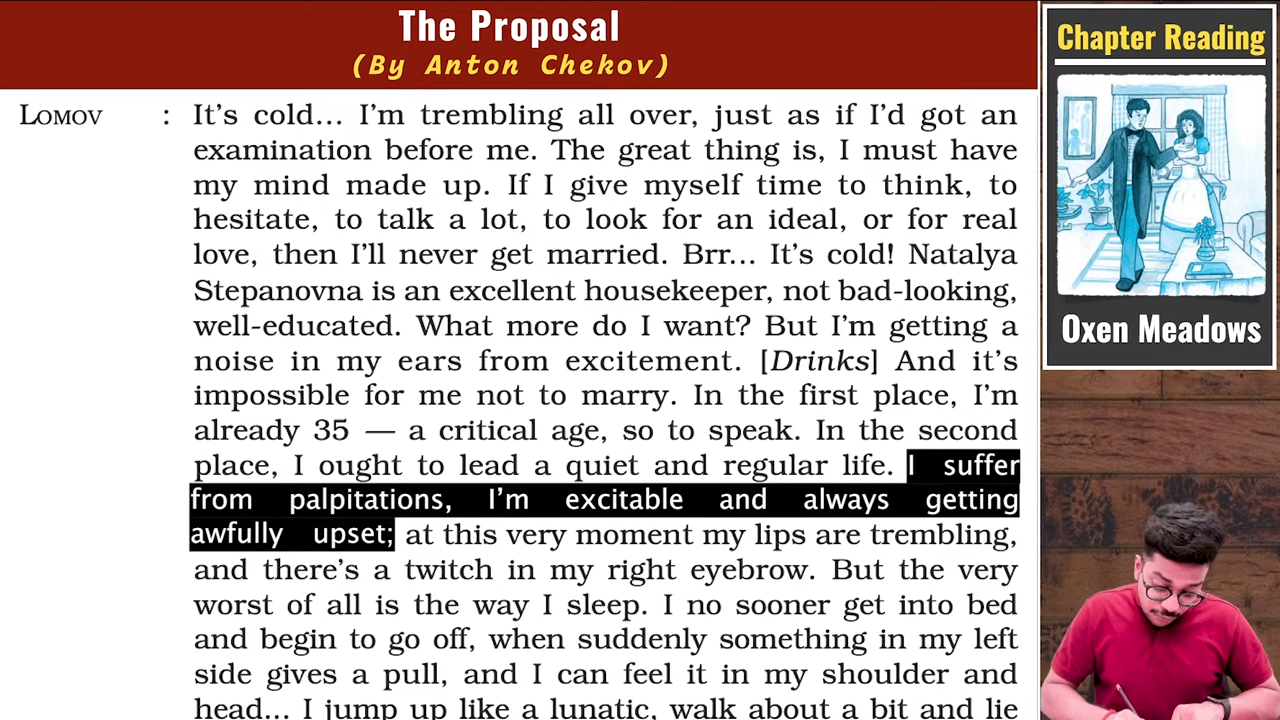 The Proposal
(By Anton Chekov)
Chapter Reading
Oxen Meadows
LOMOV : It's cold... I'm trembling all over, just as if I'd got an
examination before me. The great thing is, I must have
my mind made up. If I give myself time to think, to
hesitate, to talk a lot, to look for an ideal, or for real
love, then I'll never get married. Brr... It's cold! Natalya
Stepanovna is an excellent housekeeper, not bad-looking,
well-educated. What more do I want? But I'm getting a
noise in my ears from excitement. [Drinks] And it's
impossible for me not to marry. In the first place, I'm
already 35 — a critical age, so to speak. In the second
place, I ought to lead a quiet and regular life. I suffer
from palpitations, I'm excitable and always getting
awfully upset; at this very moment my lips are trembling,
and there's a twitch in my right eyebrow. But the very
worst of all is the way I sleep. I no sooner get into bed
and begin to go off, when suddenly something in my left
side gives a pull, and I can feel it in my shoulder and
head... I jump up like a lunatic, walk about a bit and lie